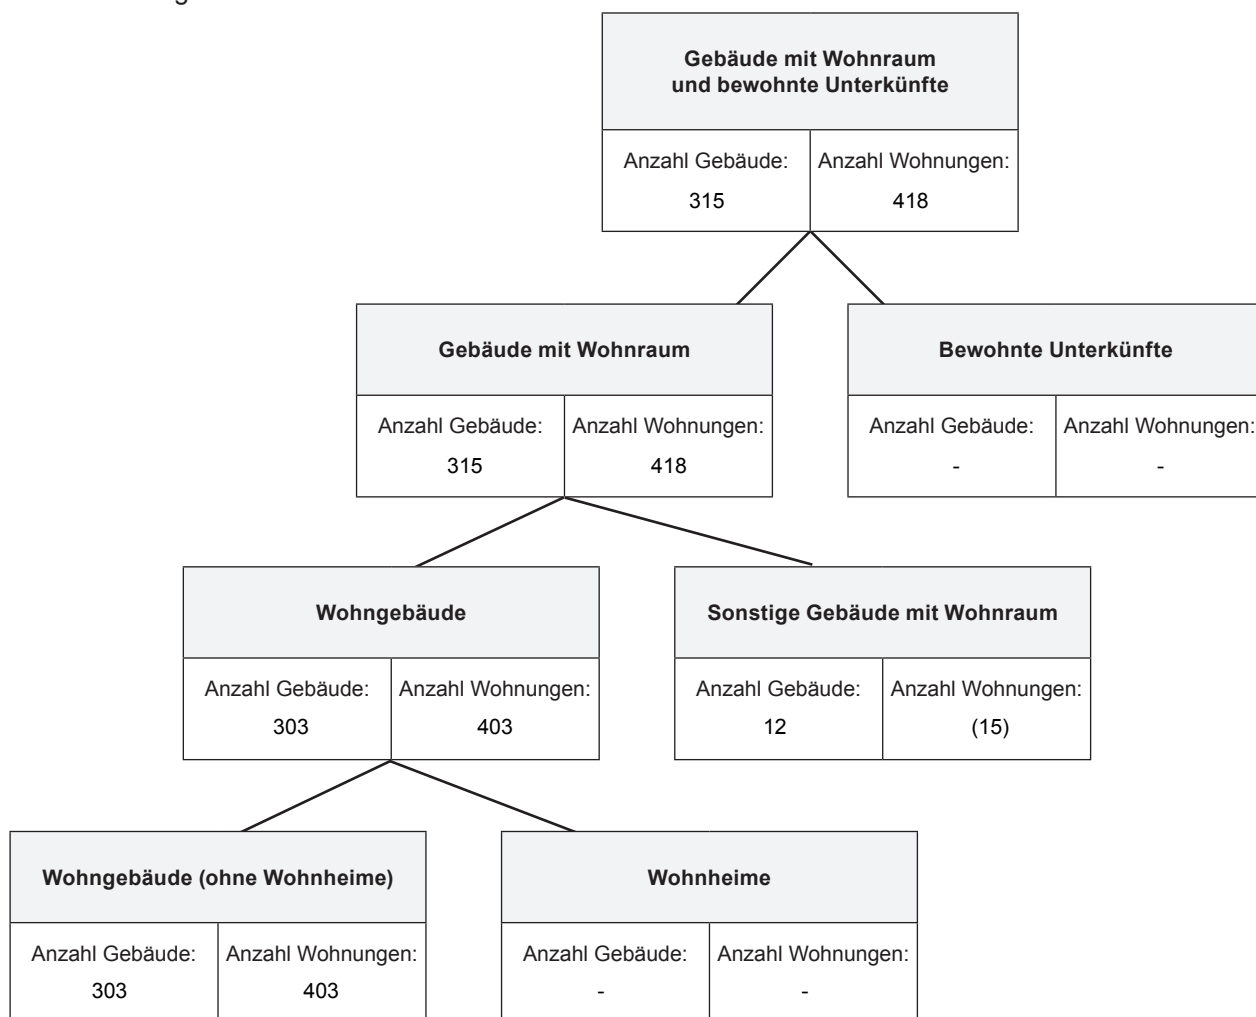 Gebäude mit Wohnraum
und bewohnte Unterkünfte
Anzahl Gebäude: Anzahl Wohnungen:
315 418
Gebäude mit Wohnraum
Anzahl Gebäude: Anzahl Wohnungen:
315 418
Bewohnte Unterkünfte
Anzahl Gebäude: Anzahl Wohnungen:
- -
Wohngebäude
Anzahl Gebäude: Anzahl Wohnungen:
303 403
Sonstige Gebäude mit Wohnraum
Anzahl Gebäude: Anzahl Wohnungen:
12 (15)
Wohngebäude (ohne Wohnheime)
Anzahl Gebäude: Anzahl Wohnungen:
303 403
Wohnheime
Anzahl Gebäude: Anzahl Wohnungen:
- -